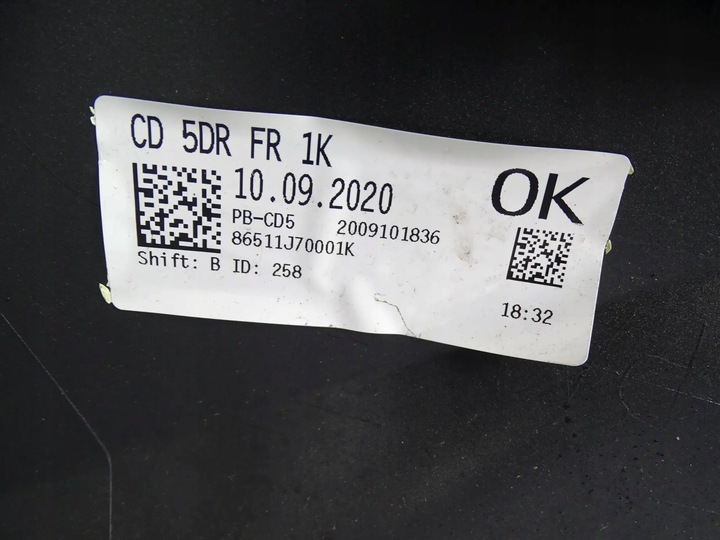 CD 5DR FR 1K
10.09.2020
OK
PB-CD5 2009101836
86511J70001K
Shift: B ID: 258
18:32